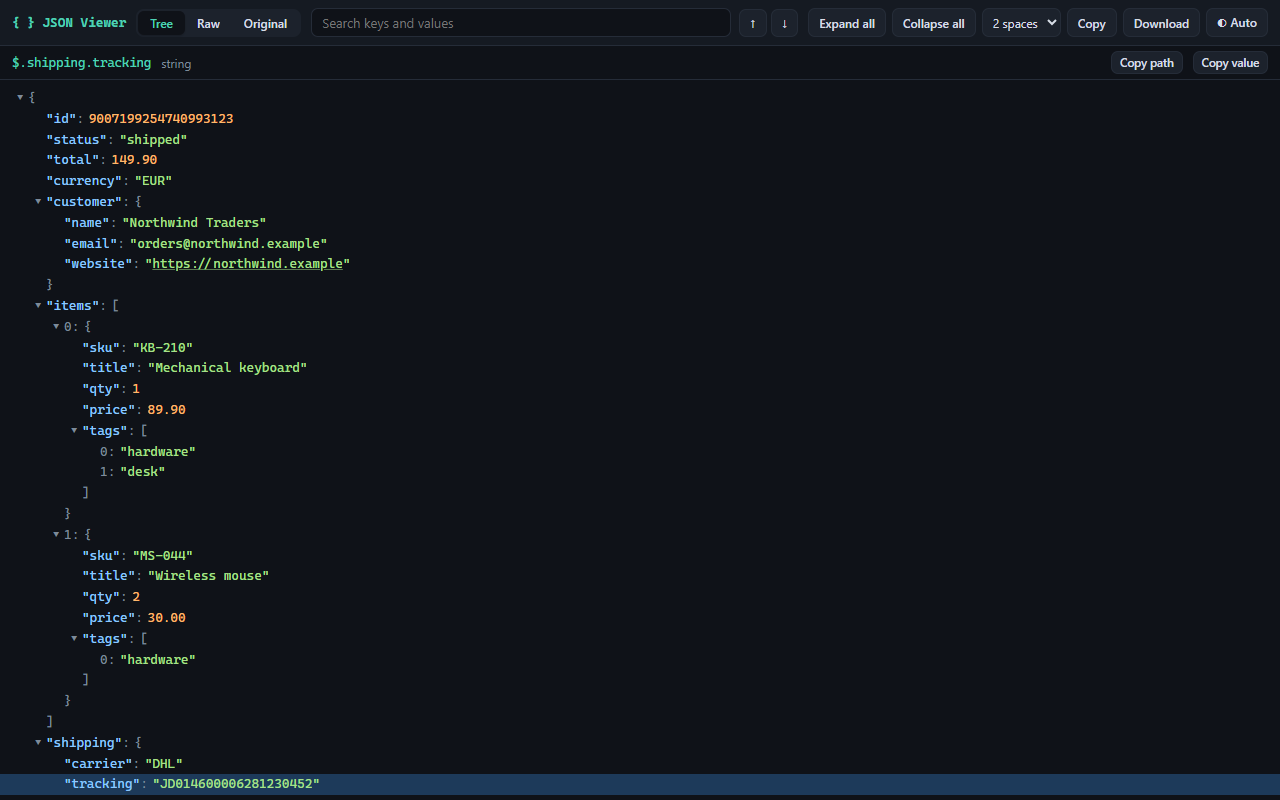 { } JSON Viewer Tree Raw Original Search keys and values ↑ ↓ Expand all Collapse all 2 spaces Copy Download ◐ Auto
$.shipping.tracking string Copy path Copy value
▼ {
"id": 9007199254740993123
"status": "shipped"
"total": 149.90
"currency": "EUR"
▼ "customer": {
"name": "Northwind Traders"
"email": "orders@northwind.example"
"website": "https://northwind.example"
}
▼ "items": [
▼ 0: {
"sku": "KB-210"
"title": "Mechanical keyboard"
"qty": 1
"price": 89.90
▼ "tags": [
0: "hardware"
1: "desk"
]
}
▼ 1: {
"sku": "MS-044"
"title": "Wireless mouse"
"qty": 2
"price": 30.00
▼ "tags": [
0: "hardware"
]
}
]
▼ "shipping": {
"carrier": "DHL"
"tracking": "JD014600006281230452"